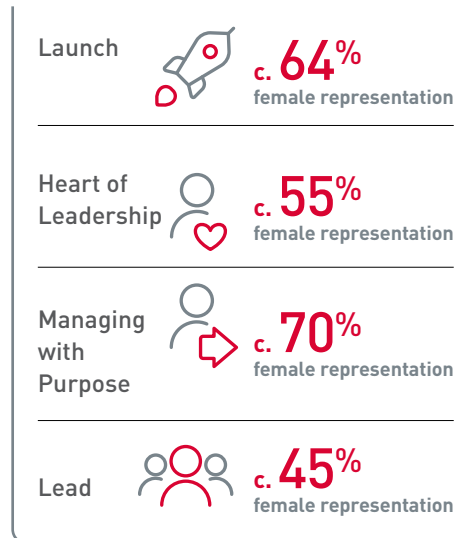 Launch
c. 64%
female representation
Heart of
Leadership
c. 55%
female representation
Managing
with
Purpose
c. 70%
female representation
Lead
c. 45%
female representation